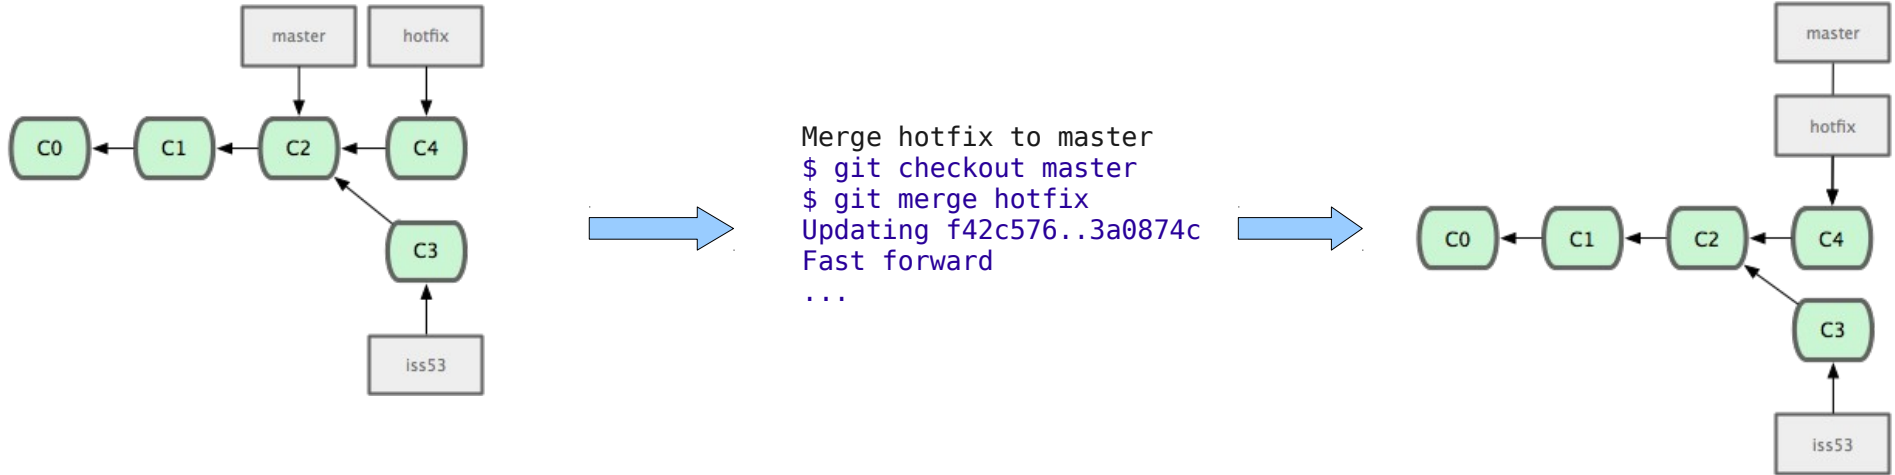 master hotfix
C0 C1 C2 C4
C3
iss53
Merge hotfix to master
$ git checkout master
$ git merge hotfix
Updating f42c576..3a0874c
Fast forward
...
master
hotfix
C0 C1 C2 C4
C3
iss53